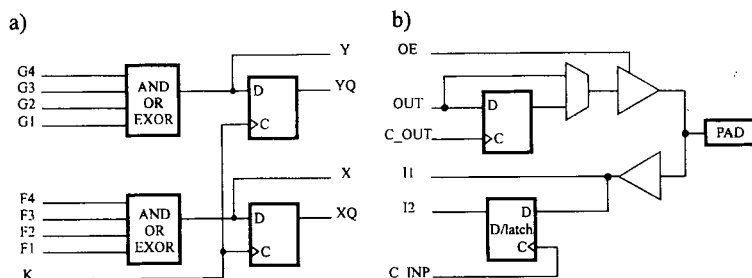 a)
G4
G3
G2
G1
AND
OR
EXOR
Y
D
YQ
C
F4
F3
F2
F1
AND
OR
EXOR
X
D
XQ
C
K
b)
OE
OUT
D
C_OUT
C
PAD
I1
I2
D
D/latch
C
C_INP